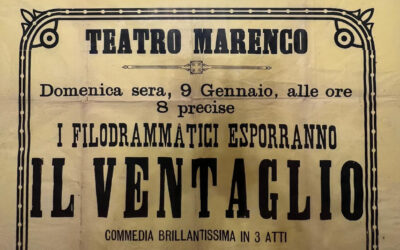 TEATRO MARENCO
Domenica sera, 9 Gennaio, alle ore
8 precise
I FILODRAMMATICI ESPORRANNO
IL VENTAGLIO
COMMEDIA BRILLANTISSIMA IN 3 ATTI